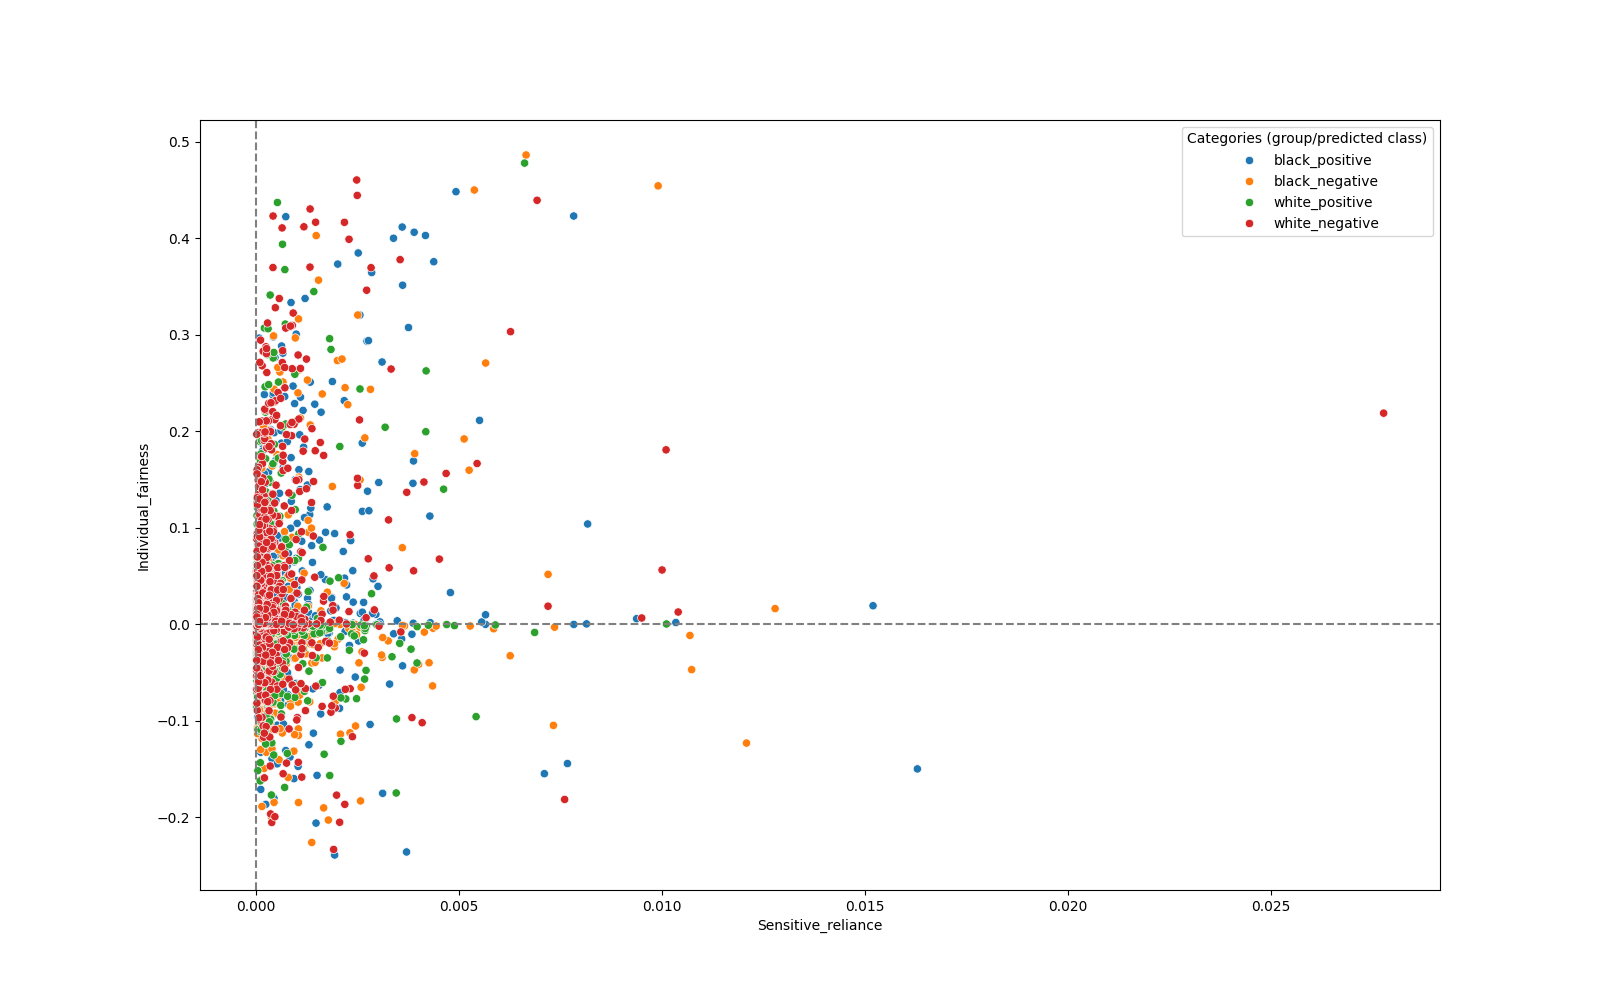 Categories (group/predicted class)
black_positive
black_negative
white_positive
white_negative
0.5
0.4
0.3
0.2
0.1
0.0
−0.1
−0.2
Individual_fairness
0.000
0.005
0.010
0.015
0.020
0.025
Sensitive_reliance